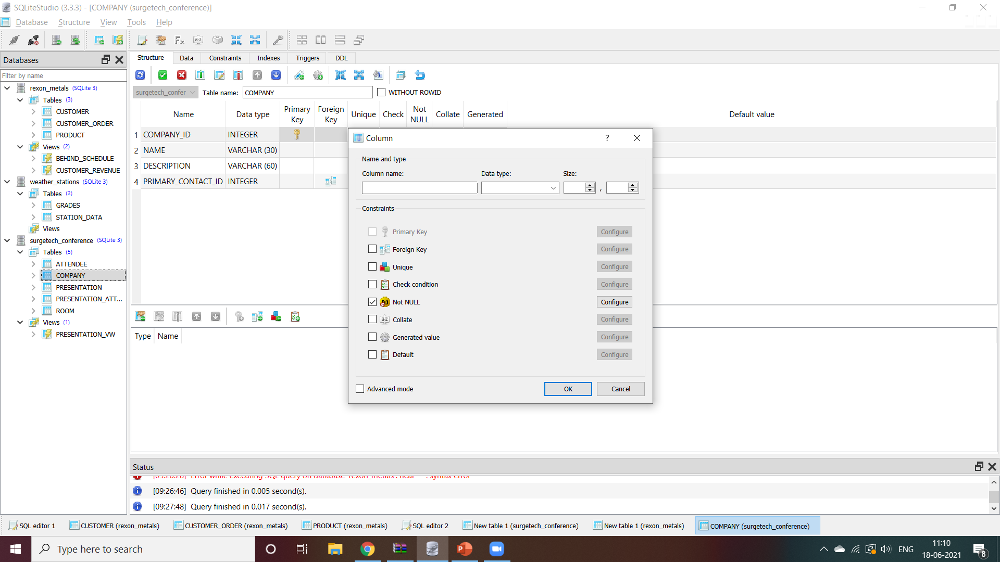 SQLiteStudio (3.3.3) - [COMPANY (surgetech_conference)]
Database Structure View Tools Help
Databases
Filter by name
rexon_metals (SQLite 3)
Tables (3)
CUSTOMER
CUSTOMER_ORDER
PRODUCT
Views (2)
BEHIND_SCHEDULE
CUSTOMER_REVENUE
weather_stations (SQLite 3)
Tables (2)
GRADES
STATION_DATA
Views
surgetech_conference (SQLite 3)
Tables (5)
ATTENDEE
COMPANY
PRESENTATION
PRESENTATION_ATT...
ROOM
Views (1)
PRESENTATION_VW
Structure Data Constraints Indexes Triggers DDL
surgetech_confer Table name: COMPANY WITHOUT ROWID
Name Data type Primary Key Foreign Key Unique Check Not NULL Collate Generated Default value
1 COMPANY_ID INTEGER
2 NAME VARCHAR (30)
3 DESCRIPTION VARCHAR (60)
4 PRIMARY_CONTACT_ID INTEGER
Type Name
Column ?
Name and type
Column name: Data type: Size:
,
Constraints
Primary Key Configure
Foreign Key Configure
Unique Configure
Check condition Configure
Not NULL Configure
Collate Configure
Generated value Configure
Default Configure
Advanced mode OK Cancel
Status
[09:26:46] Query finished in 0.005 second(s).
[09:27:48] Query finished in 0.017 second(s).
SQL editor 1 CUSTOMER (rexon_metals) CUSTOMER_ORDER (rexon_metals) PRODUCT (rexon_metals) SQL editor 2 New table 1 (surgetech_conference) New table 1 (rexon_metals) COMPANY (surgetech_conference)
Type here to search
ENG
11:10
18-06-2021
8